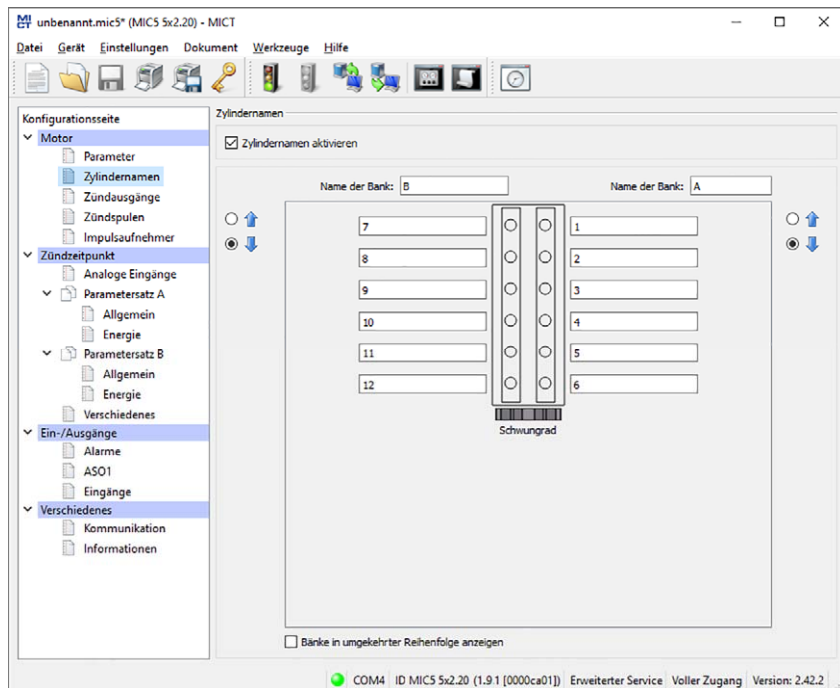 unbenannt.mic5* (MIC5 5x2.20) - MICT
Datei Gerät Einstellungen Dokument Werkzeuge Hilfe
Konfigurationsseite
Motor
Parameter
Zylindernamen
Zündausgänge
Zündspulen
Impulsaufnehmer
Zündzeitpunkt
Analoge Eingänge
Parametersatz A
Allgemein
Energie
Parametersatz B
Allgemein
Energie
Verschiedenes
Ein-/Ausgänge
Alarme
ASO1
Eingänge
Verschiedenes
Kommunikation
Informationen
Zylindernamen
Zylindernamen aktivieren
Name der Bank: B Name der Bank: A
7 1
8 2
9 3
10 4
11 5
12 6
Schwungrad
Bänke in umgekehrter Reihenfolge anzeigen
COM4 ID MIC5 5x2.20 (1.9.1 [0000ca01]) Erweiterter Service Voller Zugang Version: 2.42.2